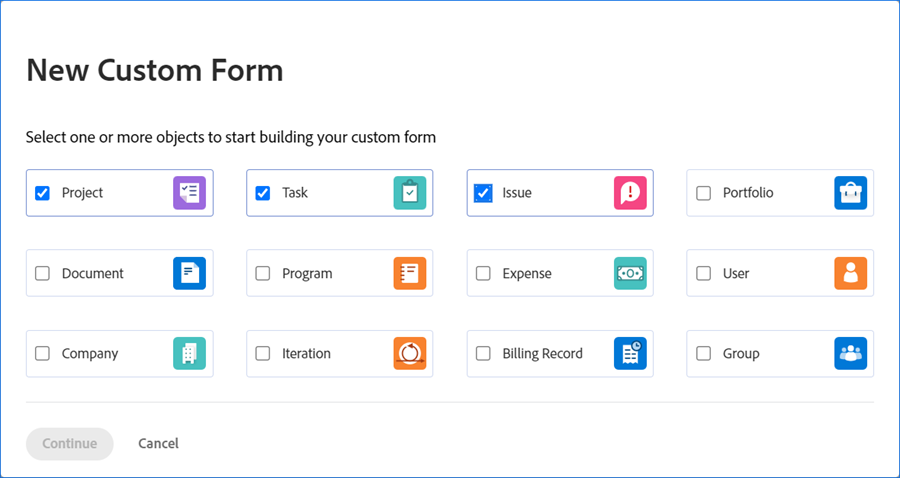 New Custom Form
Select one or more objects to start building your custom form
Project Task Issue Portfolio
Document Program Expense User
Company Iteration Billing Record Group
Continue Cancel